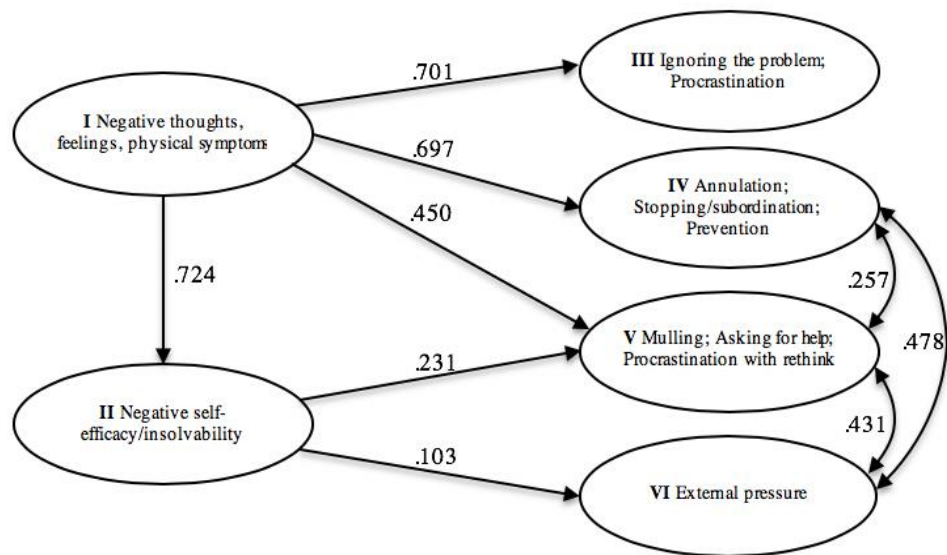 III Ignoring the problem;
Procrastination
.701
I Negative thoughts,
feelings, physical symptoms
.697
IV Annulation;
Stopping/subordination;
Prevention
.450
.724
.257
V Mulling; Asking for help;
Procrastination with rethink
.478
.231
II Negative self-
efficacy/insolvability
.431
.103
VI External pressure